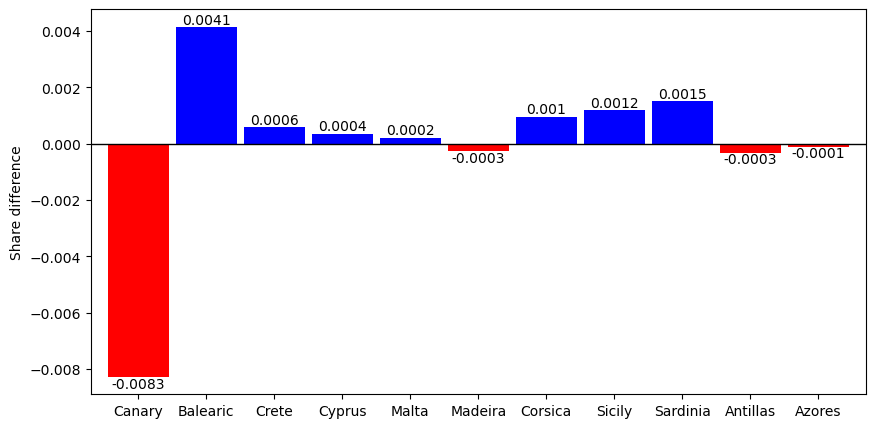 0.004
0.002
0.000
−0.002
−0.004
−0.006
−0.008
Share difference
-0.0083
0.0041
0.0006
0.0004
0.0002
-0.0003
0.001
0.0012
0.0015
-0.0003
-0.0001
Canary
Balearic
Crete
Cyprus
Malta
Madeira
Corsica
Sicily
Sardinia
Antillas
Azores